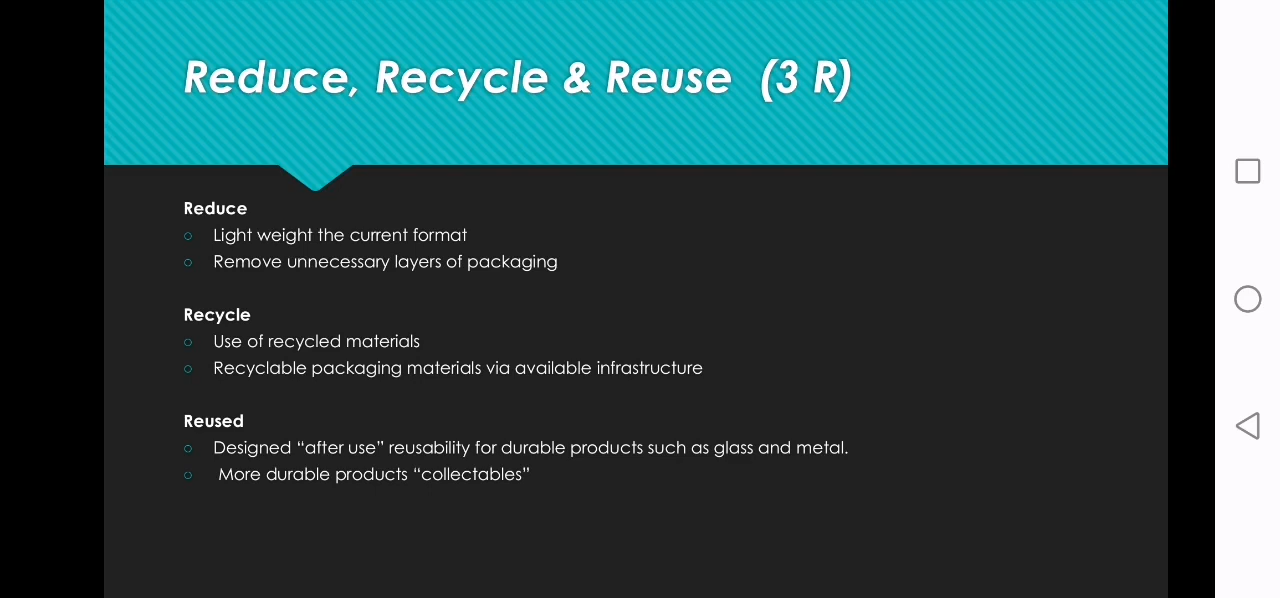 Reduce, Recycle & Reuse (3 R)
Reduce
○ Light weight the current format
○ Remove unnecessary layers of packaging
Recycle
○ Use of recycled materials
○ Recyclable packaging materials via available infrastructure
Reused
○ Designed “after use” reusability for durable products such as glass and metal.
○ More durable products “collectables”